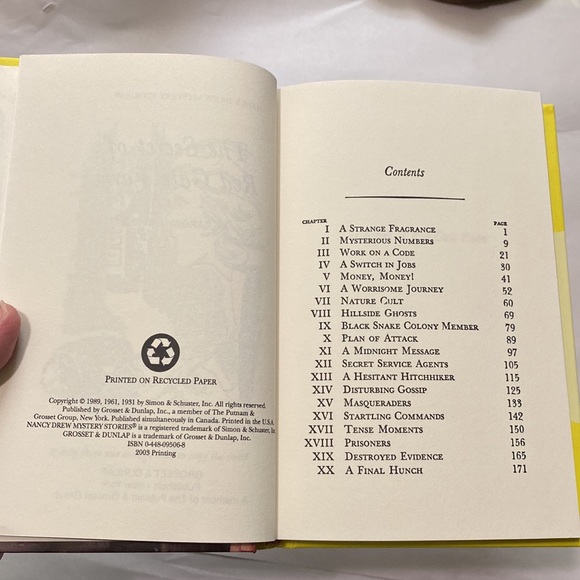 PRINTED ON RECYCLED PAPER
Copyright © 1989, 1961, 1931 by Simon & Schuster, Inc. All rights reserved.
Published by Grosset & Dunlap, Inc., a member of The Putnam &
Grosset Group, New York. Published simultaneously in Canada. Printed in the U.S.A.
NANCY DREW MYSTERY STORIES® is a registered trademark of Simon & Schuster, Inc.
GROSSET & DUNLAP is a trademark of Grosset & Dunlap, Inc.
ISBN 0-448-09506-8
2003 Printing
Contents
CHAPTER PAGE
I A STRANGE FRAGRANCE 1
II MYSTERIOUS NUMBERS 9
III WORK ON A CODE 21
IV A SWITCH IN JOBS 30
V MONEY, MONEY! 41
VI A WORRISOME JOURNEY 52
VII NATURE CULT 60
VIII HILLSIDE GHOSTS 69
IX BLACK SNAKE COLONY MEMBER 79
X PLAN OF ATTACK 89
XI A MIDNIGHT MESSAGE 97
XII SECRET SERVICE AGENTS 105
XIII A HESITANT HITCHHIKER 115
XIV DISTURBING GOSSIP 125
XV MASQUERADERS 133
XVI STARTLING COMMANDS 142
XVII TENSE MOMENTS 150
XVIII PRISONERS 156
XIX DESTROYED EVIDENCE 165
XX A FINAL HUNCH 171